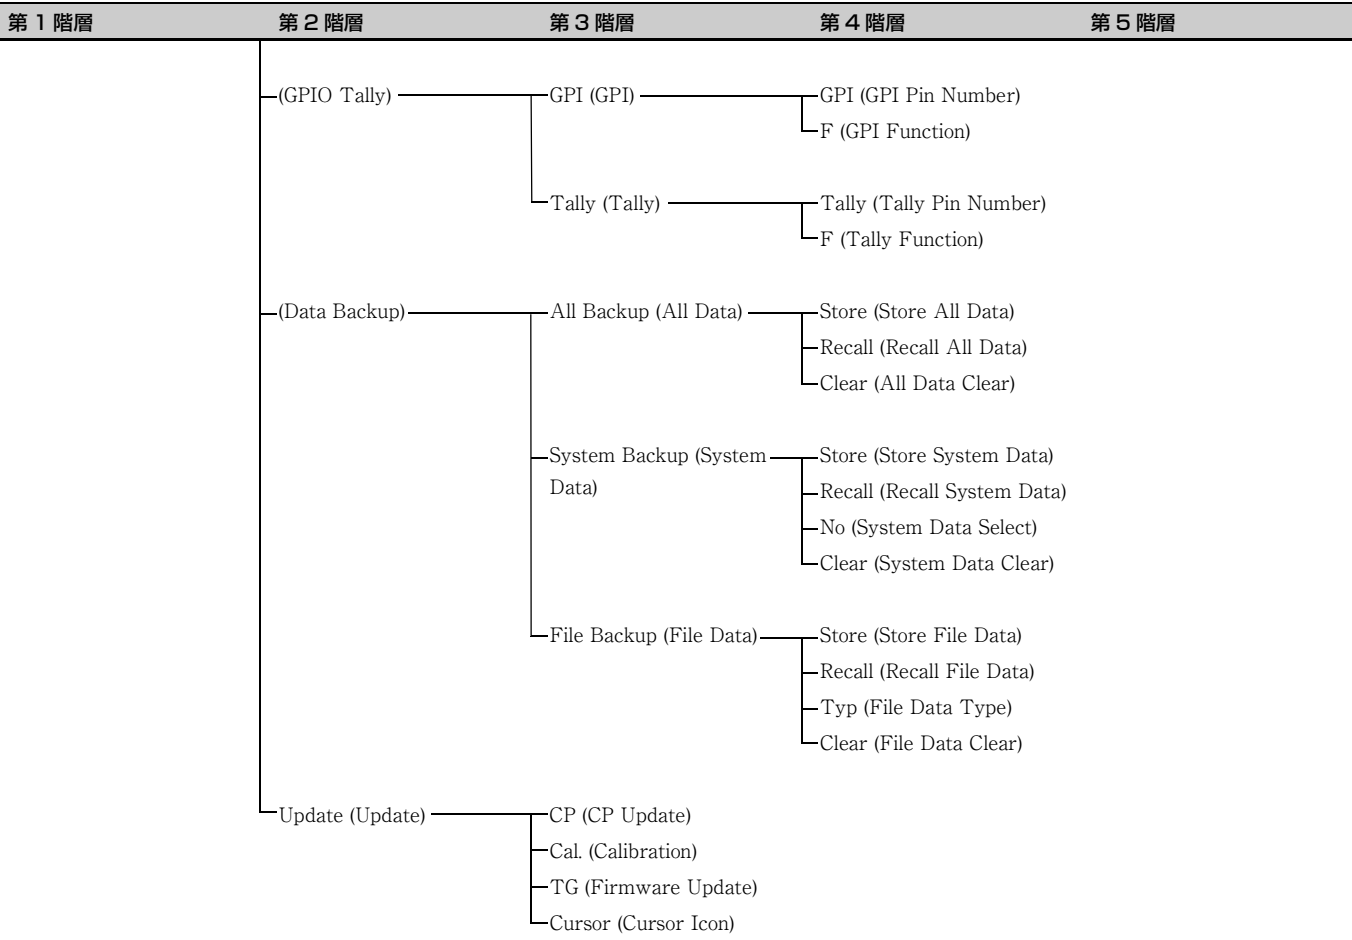 第 1 階層 第 2 階層 第 3 階層 第 4 階層 第 5 階層
(GPIO Tally) GPI (GPI) GPI (GPI Pin Number)
F (GPI Function)
Tally (Tally) Tally (Tally Pin Number)
F (Tally Function)
(Data Backup) All Backup (All Data) Store (Store All Data)
Recall (Recall All Data)
Clear (All Data Clear)
System Backup (System Store (Store System Data)
Data) Recall (Recall System Data)
No (System Data Select)
Clear (System Data Clear)
File Backup (File Data) Store (Store File Data)
Recall (Recall File Data)
Typ (File Data Type)
Clear (File Data Clear)
Update (Update) CP (CP Update)
Cal. (Calibration)
TG (Firmware Update)
Cursor (Cursor Icon)